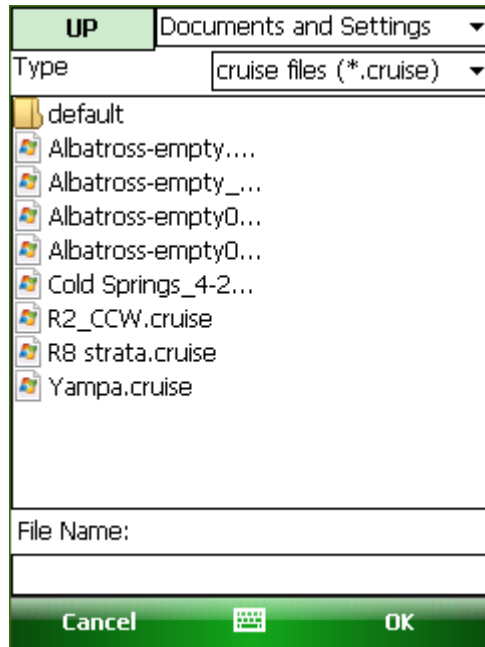 UP Documents and Settings
Type cruise files (*.cruise)
default
Albatross-empty....
Albatross-empty_...
Albatross-empty0...
Albatross-empty0...
Cold Springs_4-2...
R2_CCW.cruise
R8 strata.cruise
Yampa.cruise
File Name:
Cancel OK